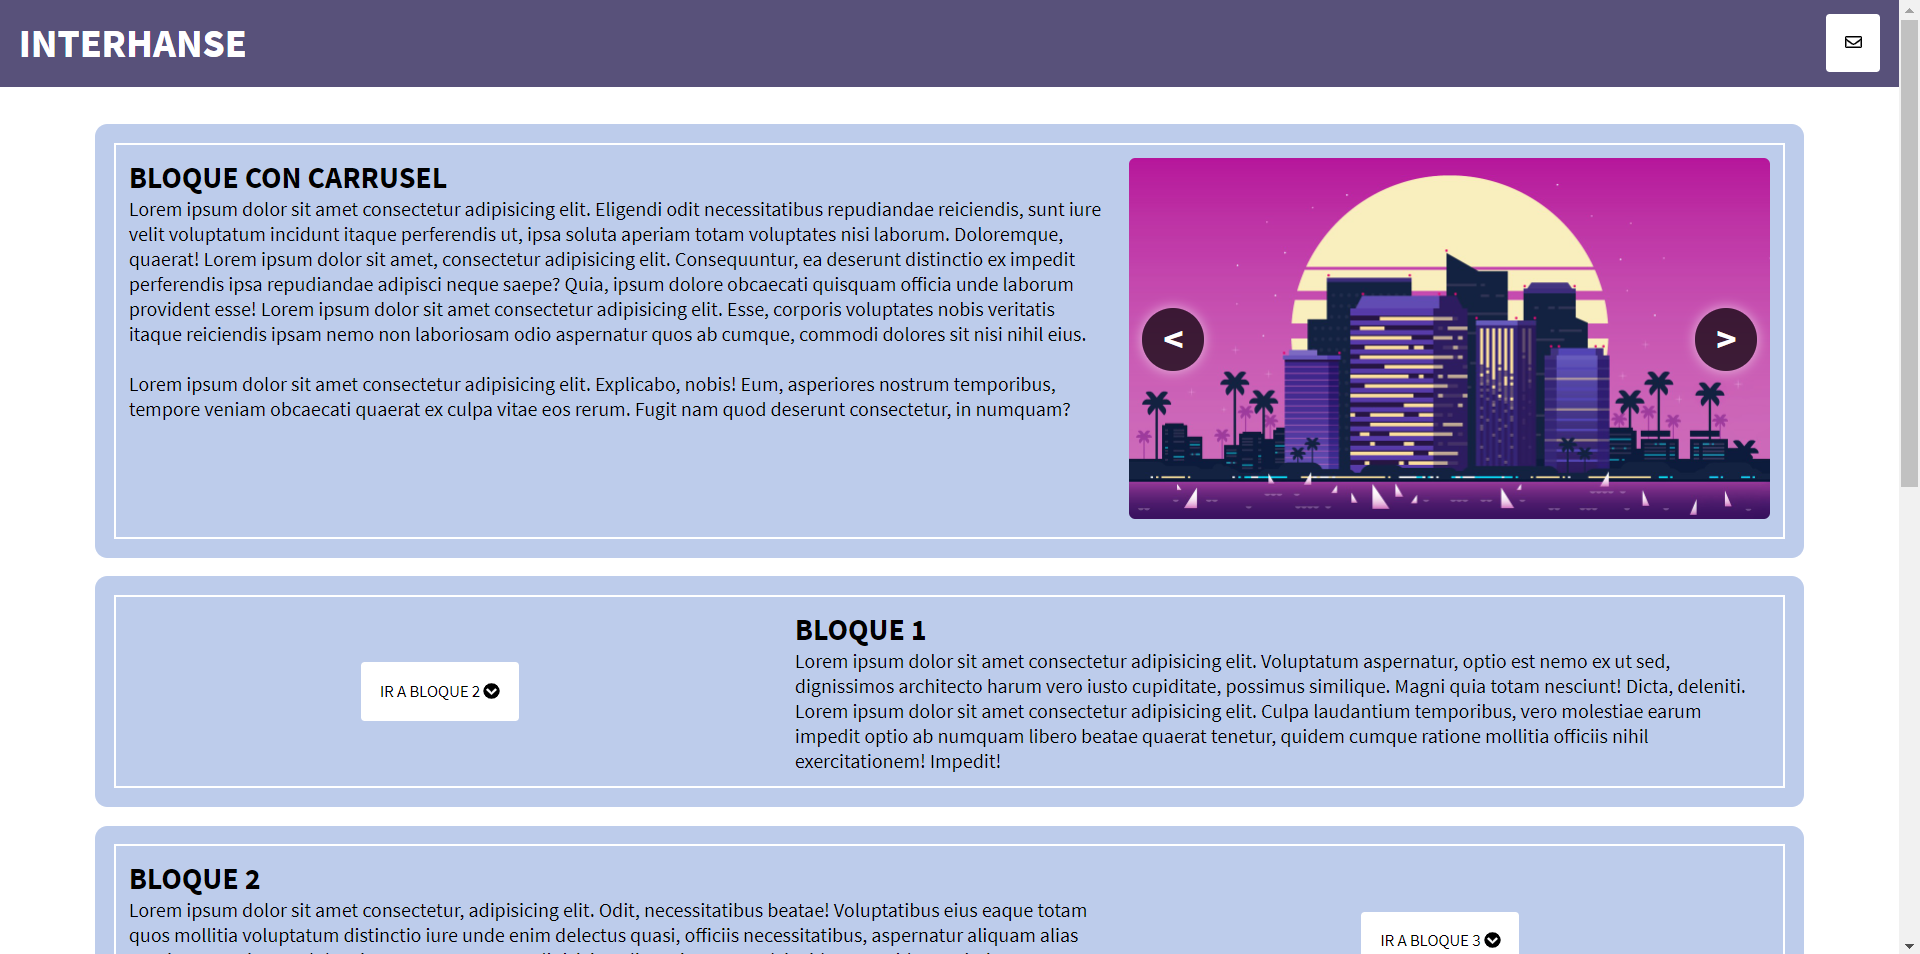 INTERHANSE
BLOQUE CON CARRUSEL
Lorem ipsum dolor sit amet consectetur adipisicing elit. Eligendi odit necessitatibus repudiandae reiciendis, sunt iure
velit voluptatum incidunt itaque perferendis ut, ipsa soluta aperiam totam voluptates nisi laborum. Doloremque,
quaerat! Lorem ipsum dolor sit amet, consectetur adipisicing elit. Consequuntur, ea deserunt distinctio ex impedit
perferendis ipsa repudiandae adipisci neque saepe? Quia, ipsum dolore obcaecati quisquam officia unde laborum
provident esse! Lorem ipsum dolor sit amet consectetur adipisicing elit. Esse, corporis voluptates nobis veritatis
itaque reiciendis ipsam nemo non laboriosam odio aspernatur quos ab cumque, commodi dolores sit nisi nihil eius.
Lorem ipsum dolor sit amet consectetur adipisicing elit. Explicabo, nobis! Eum, asperiores nostrum temporibus,
tempore veniam obcaecati quaerat ex culpa vitae eos rerum. Fugit nam quod deserunt consectetur, in numquam?
< >
IR A BLOQUE 2
BLOQUE 1
Lorem ipsum dolor sit amet consectetur adipisicing elit. Voluptatum aspernatur, optio est nemo ex ut sed,
dignissimos architecto harum vero iusto cupiditate, possimus similique. Magni quia totam nesciunt! Dicta, deleniti.
Lorem ipsum dolor sit amet consectetur adipisicing elit. Culpa laudantium temporibus, vero molestiae earum
impedit optio ab numquam libero beatae quaerat tenetur, quidem cumque ratione mollitia officiis nihil
exercitationem! Impedit!
BLOQUE 2
Lorem ipsum dolor sit amet consectetur, adipisicing elit. Odit, necessitatibus beatae! Voluptatibus eius eaque totam
quos mollitia voluptatum distinctio iure unde enim delectus quasi, officiis necessitatibus, aspernatur aliquam alias
IR A BLOQUE 3